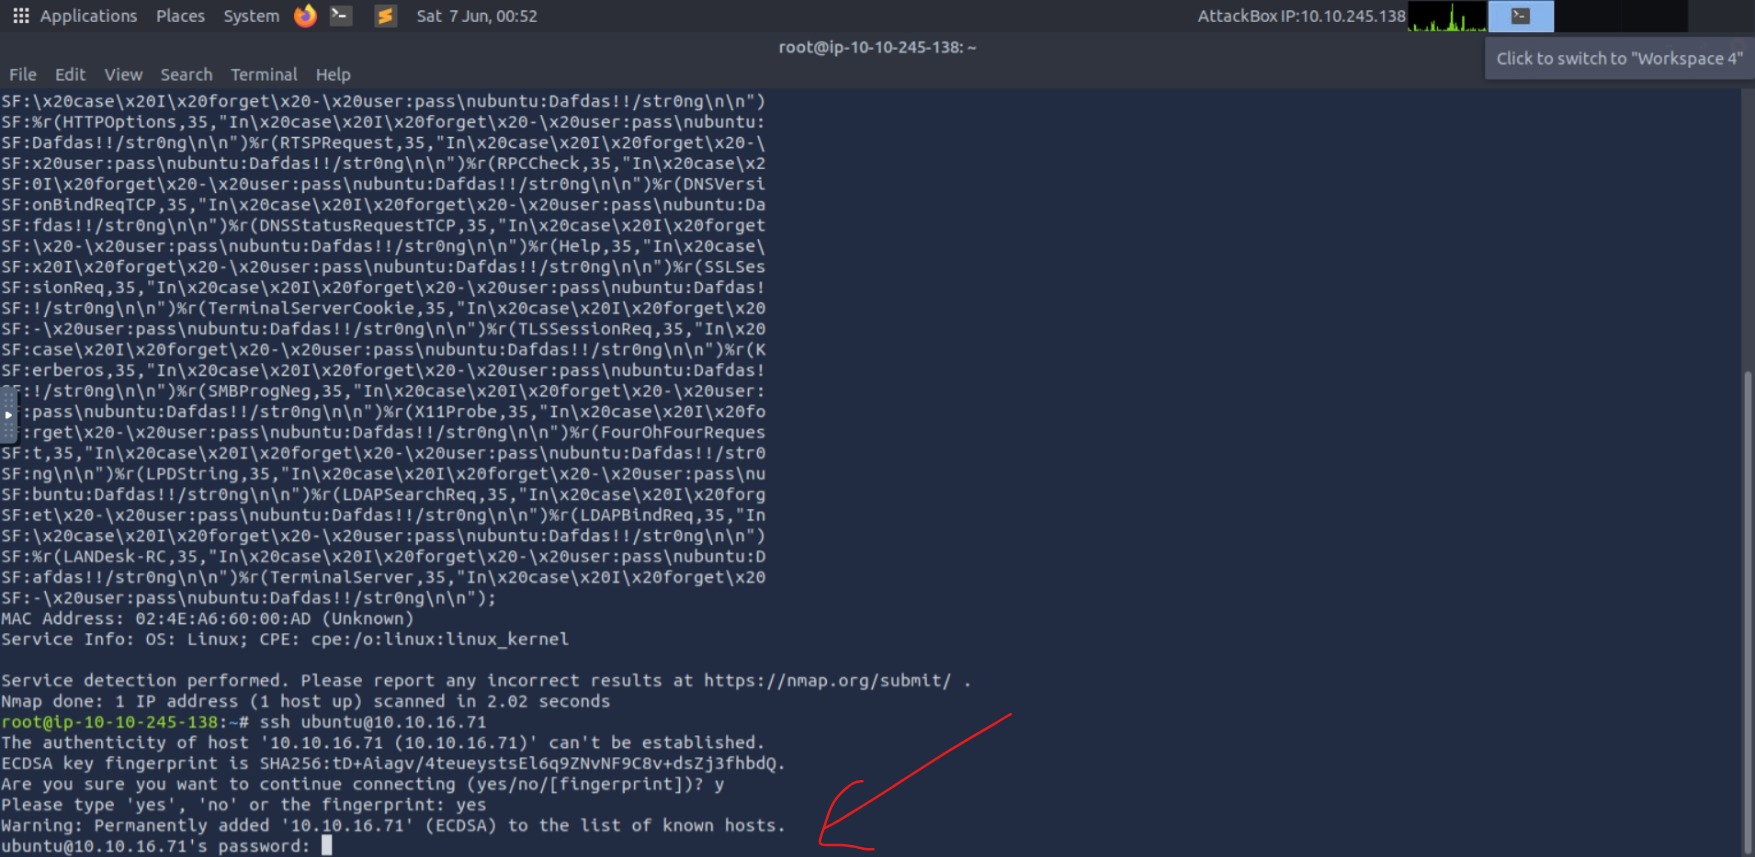 Applications Places System Sat 7 Jun, 00:52 AttackBox IP:10.10.245.138
root@ip-10-10-245-138: ~
Click to switch to "Workspace 4"
File Edit View Search Terminal Help
SF:\x20case\x20I\x20forget\x20-\x20user:pass\nubuntu:Dafdas!!/str0ng\n\n")
SF:%r(HTTPOptions,35,"In\x20case\x20I\x20forget\x20-\x20user:pass\nubuntu:
SF:Dafdas!!/str0ng\n\n")%r(RTSPRequest,35,"In\x20case\x20I\x20forget\x20-\
SF:x20user:pass\nubuntu:Dafdas!!/str0ng\n\n")%r(RPCCheck,35,"In\x20case\x2
SF:0I\x20forget\x20-\x20user:pass\nubuntu:Dafdas!!/str0ng\n\n")%r(DNSVersi
SF:onBindReqTCP,35,"In\x20case\x20I\x20forget\x20-\x20user:pass\nubuntu:Da
SF:fdas!!/str0ng\n\n")%r(DNSStatusRequestTCP,35,"In\x20case\x20I\x20forget
SF:\x20-\x20user:pass\nubuntu:Dafdas!!/str0ng\n\n")%r(Help,35,"In\x20case\
SF:x20I\x20forget\x20-\x20user:pass\nubuntu:Dafdas!!/str0ng\n\n")%r(SSLSes
SF:sionReq,35,"In\x20case\x20I\x20forget\x20-\x20user:pass\nubuntu:Dafdas!
SF:!/str0ng\n\n")%r(TerminalServerCookie,35,"In\x20case\x20I\x20forget\x20
SF:-\x20user:pass\nubuntu:Dafdas!!/str0ng\n\n")%r(TLSSessionReq,35,"In\x20
SF:case\x20I\x20forget\x20-\x20user:pass\nubuntu:Dafdas!!/str0ng\n\n")%r(K
SF:erberos,35,"In\x20case\x20I\x20forget\x20-\x20user:pass\nubuntu:Dafdas!
:!/str0ng\n\n")%r(SMBProgNeg,35,"In\x20case\x20I\x20forget\x20-\x20user:
:pass\nubuntu:Dafdas!!/str0ng\n\n")%r(X11Probe,35,"In\x20case\x20I\x20fo
:rget\x20-\x20user:pass\nubuntu:Dafdas!!/str0ng\n\n")%r(FourOhFourReques
SF:t,35,"In\x20case\x20I\x20forget\x20-\x20user:pass\nubuntu:Dafdas!!/str0
SF:ng\n\n")%r(LPDString,35,"In\x20case\x20I\x20forget\x20-\x20user:pass\nu
SF:buntu:Dafdas!!/str0ng\n\n")%r(LDAPSearchReq,35,"In\x20case\x20I\x20forg
SF:et\x20-\x20user:pass\nubuntu:Dafdas!!/str0ng\n\n")%r(LDAPBindReq,35,"In
SF:\x20case\x20I\x20forget\x20-\x20user:pass\nubuntu:Dafdas!!/str0ng\n\n")
SF:%r(LANDesk-RC,35,"In\x20case\x20I\x20forget\x20-\x20user:pass\nubuntu:D
SF:afdas!!/str0ng\n\n")%r(TerminalServer,35,"In\x20case\x20I\x20forget\x20
SF:-\x20user:pass\nubuntu:Dafdas!!/str0ng\n\n");
MAC Address: 02:4E:A6:60:00:AD (Unknown)
Service Info: OS: Linux; CPE: cpe:/o:linux:linux_kernel
Service detection performed. Please report any incorrect results at https://nmap.org/submit/ .
Nmap done: 1 IP address (1 host up) scanned in 2.02 seconds
root@ip-10-10-245-138:~# ssh ubuntu@10.10.16.71
The authenticity of host '10.10.16.71 (10.10.16.71)' can't be established.
ECDSA key fingerprint is SHA256:tD+Aiagv/4teueystsEl6q9ZNvNF9C8v+dsZj3fhbdQ.
Are you sure you want to continue connecting (yes/no/[fingerprint])? y
Please type 'yes', 'no' or the fingerprint: yes
Warning: Permanently added '10.10.16.71' (ECDSA) to the list of known hosts.
ubuntu@10.10.16.71's password: